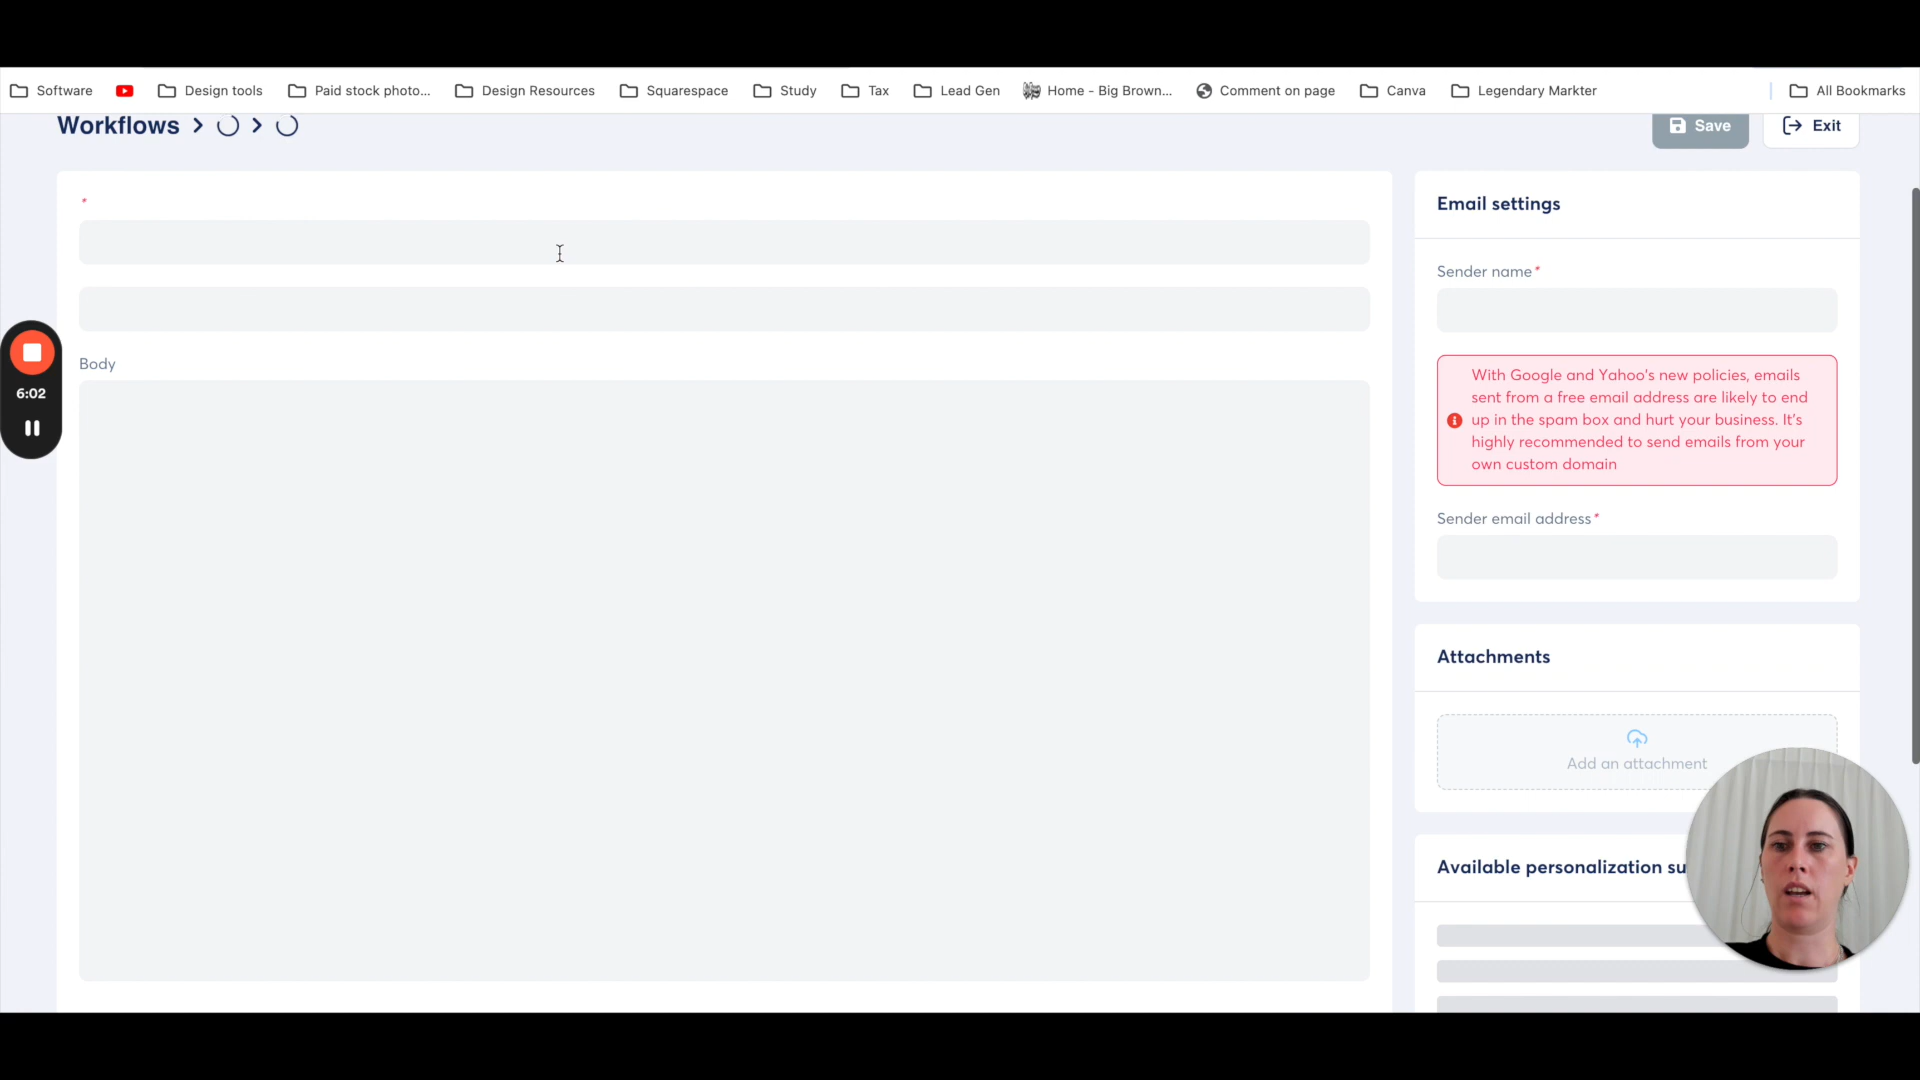 Software
Design tools
Paid stock photo...
Design Resources
Squarespace
Study
Tax
Lead Gen
Home - Big Brown...
Comment on page
Canva
Legendary Markter
All Bookmarks
Workflows
Save
Exit
*
Email settings
Sender name*
With Google and Yahoo's new policies, emails
sent from a free email address are likely to end
up in the spam box and hurt your business. It's
highly recommended to send emails from your
own custom domain
Body
6:02
Sender email address*
Attachments
Add an attachment
Available personalization su